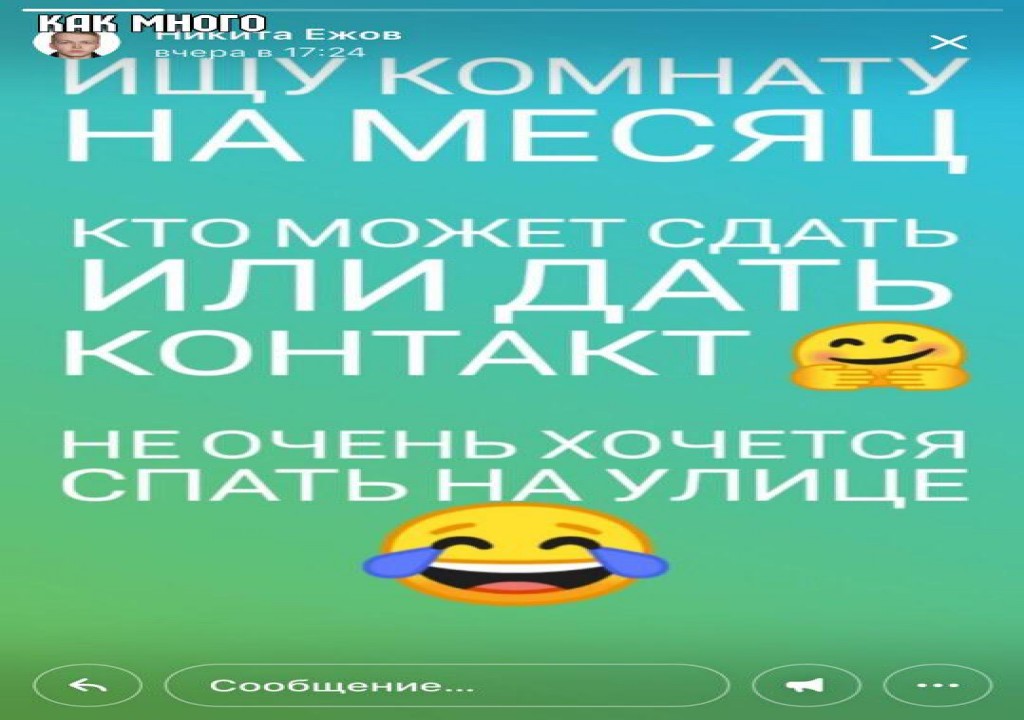 КАК МНОГО
Никита Ежов
вчера в 17:24
ИЩУ КОМНАТУ
НА МЕСЯЦ
КТО МОЖЕТ СДАТЬ
ИЛИ ДАТЬ
КОНТАКТ 🤗
НЕ ОЧЕНЬ ХОЧЕТСЯ
СПАТЬ НА УЛИЦЕ
😂
Сообщение...